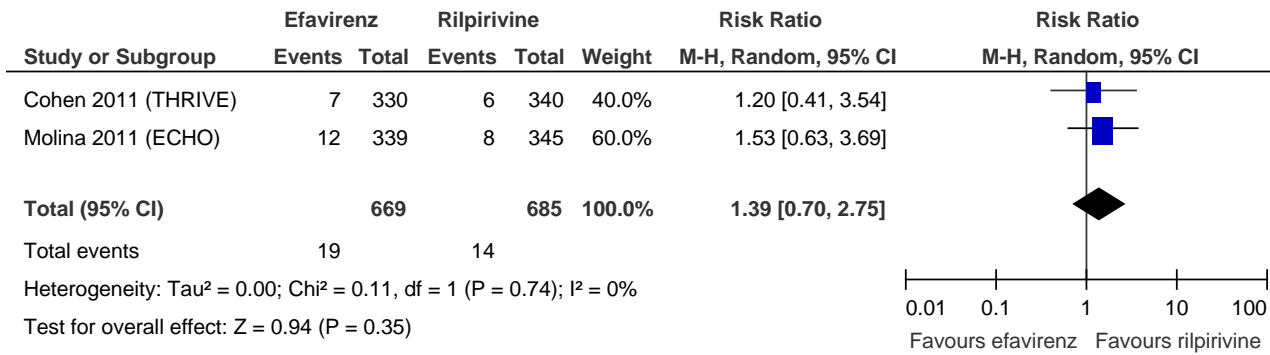 Efavirenz Rilpirivine Risk Ratio Risk Ratio
Study or Subgroup Events Total Events Total Weight M-H, Random, 95% CI M-H, Random, 95% CI
Cohen 2011 (THRIVE) 7 330 6 340 40.0% 1.20 [0.41, 3.54]
Molina 2011 (ECHO) 12 339 8 345 60.0% 1.53 [0.63, 3.69]
Total (95% CI) 669 685 100.0% 1.39 [0.70, 2.75]
Total events 19 14
Heterogeneity: Tau² = 0.00; Chi² = 0.11, df = 1 (P = 0.74); I² = 0%
Test for overall effect: Z = 0.94 (P = 0.35)
0.01 0.1 1 10 100
Favours efavirenz Favours rilpirivine